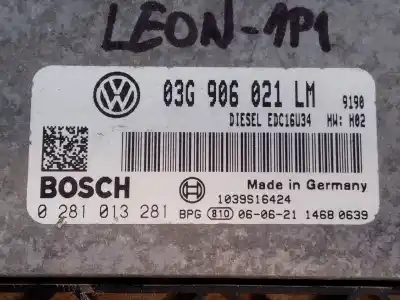 LEON-1P1
03G 906 021 LM 9190
DIESEL EDC16U34 HW: H02
BOSCH
Made in Germany
1039S16424
0 281 013 281 BPG 810 06-06-21 1468 0639